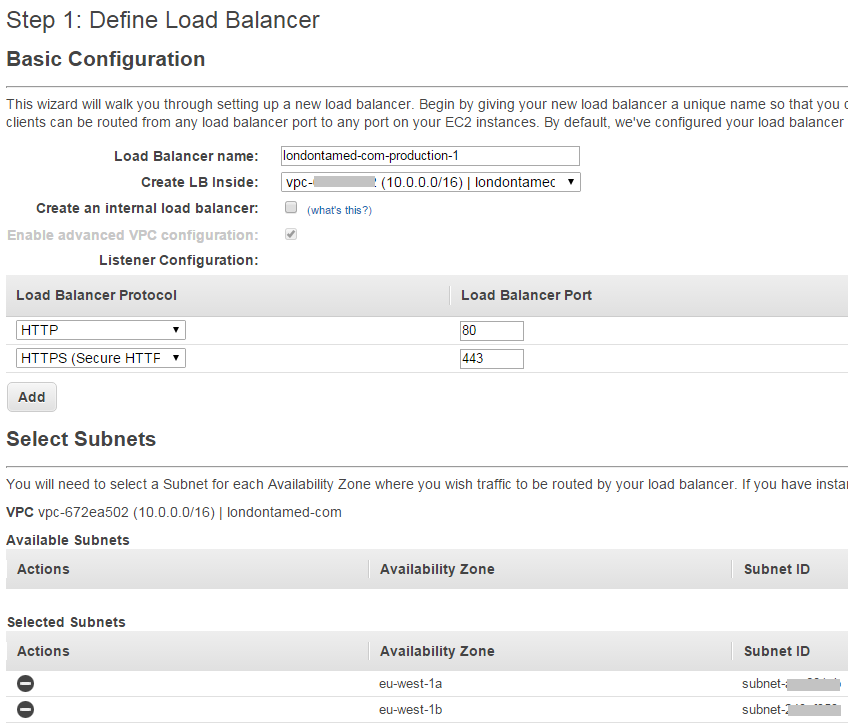 Step 1: Define Load Balancer
Basic Configuration
This wizard will walk you through setting up a new load balancer. Begin by giving your new load balancer a unique name so that you
clients can be routed from any load balancer port to any port on your EC2 instances. By default, we've configured your load balancer
Load Balancer name: londontamed-com-production-1
Create LB Inside: vpc- (10.0.0.0/16) | londontamed
Create an internal load balancer: (what's this?)
Enable advanced VPC configuration:
Listener Configuration:
Load Balancer Protocol Load Balancer Port
HTTP 80
HTTPS (Secure HTTP 443
Add
Select Subnets
You will need to select a Subnet for each Availability Zone where you wish traffic to be routed by your load balancer. If you have
VPC vpc-672ea502 (10.0.0.0/16) | londontamed-com
Available Subnets
Actions Availability Zone Subnet ID
Selected Subnets
Actions Availability Zone Subnet ID
eu-west-1a subnet-
eu-west-1b subnet-